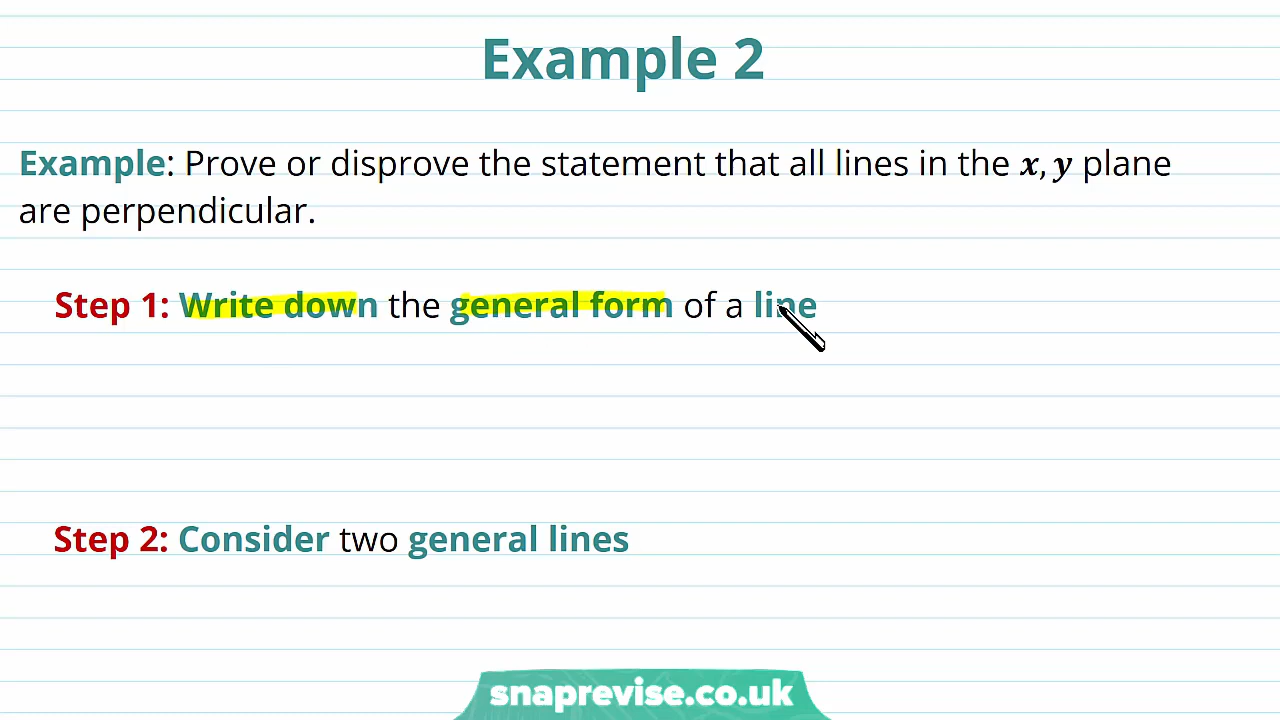 Example 2
Example: Prove or disprove the statement that all lines in the x, y plane
are perpendicular.
Step 1: Write down the general form of a line
Step 2: Consider two general lines
snaprevise.co.uk